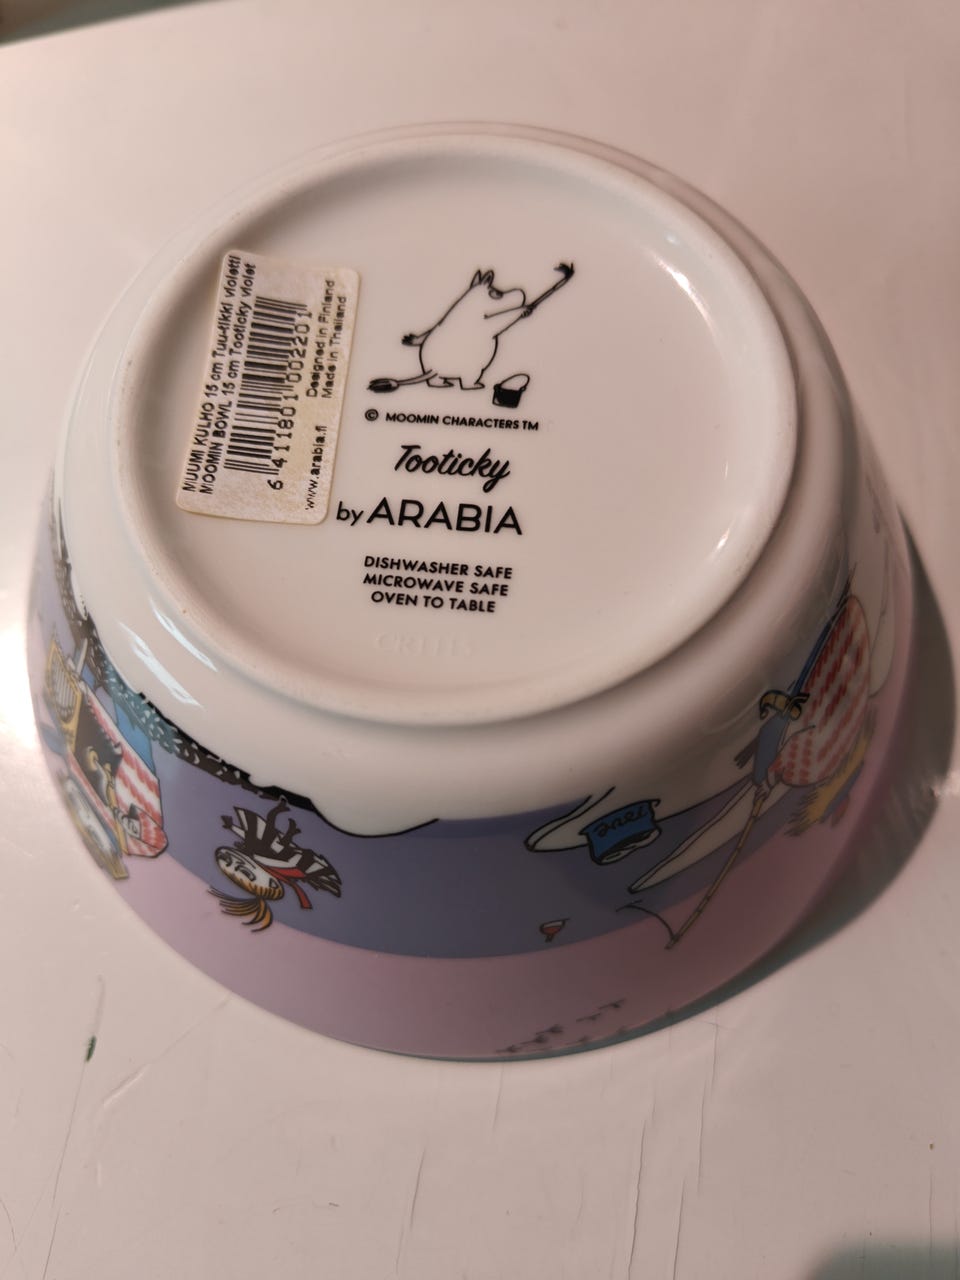 MUUMI KULHO 15 cm Tuu-tikki violetti
MOOMIN BOWL 15 cm Tooticky violet
6 411801 002201
Designed in Finland
www.arabia.fi Made in Thailand
© MOOMIN CHARACTERS TM
Tooticky
by ARABIA
DISHWASHER SAFE
MICROWAVE SAFE
OVEN TO TABLE